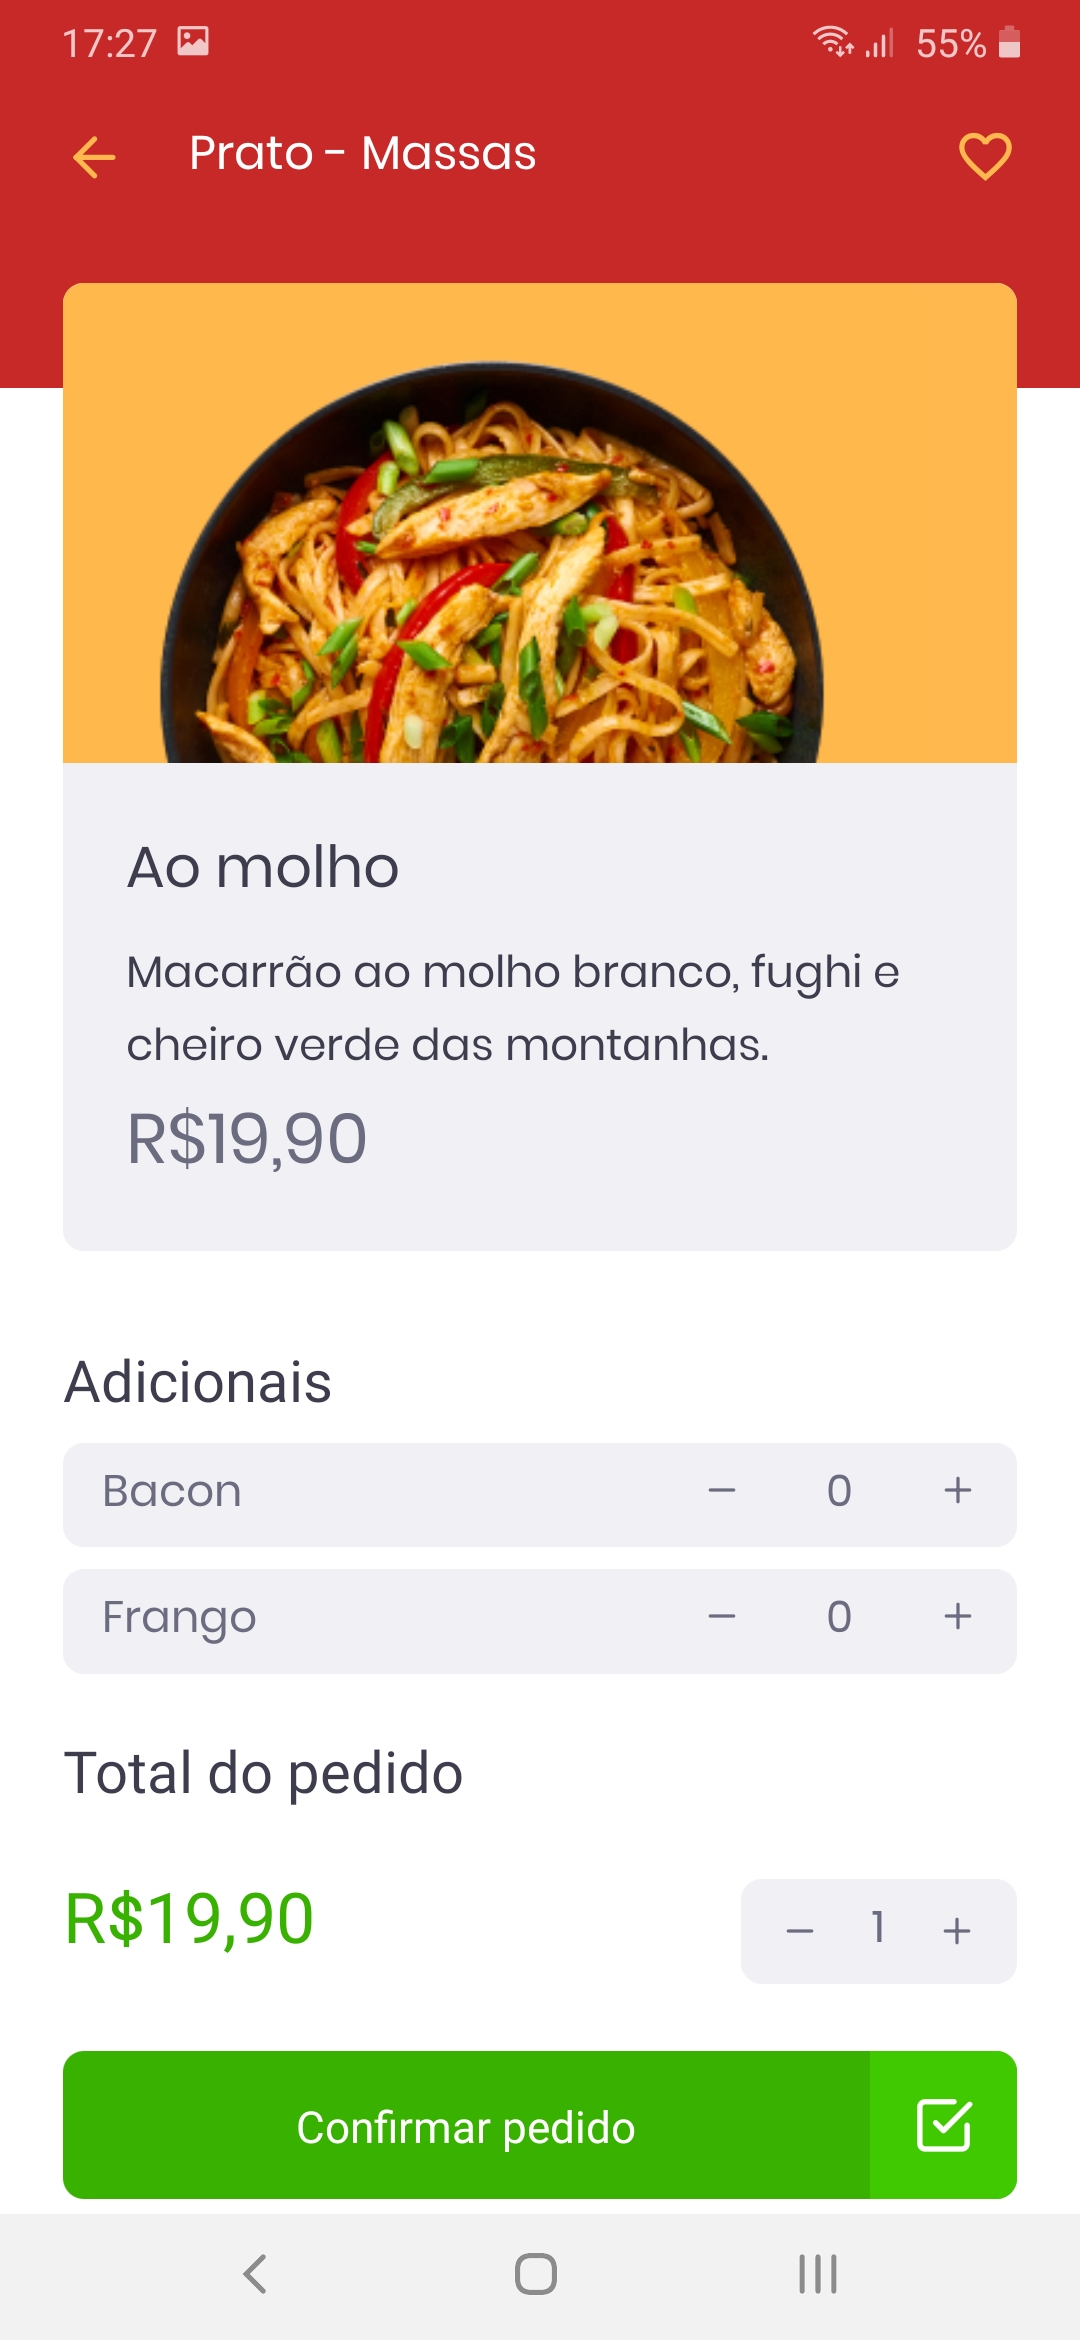 17:27
55%
Prato - Massas
Ao molho
Macarrão ao molho branco, fughi e
cheiro verde das montanhas.
R$19,90
Adicionais
Bacon − 0 +
Frango − 0 +
Total do pedido
R$19,90 − 1 +
Confirmar pedido